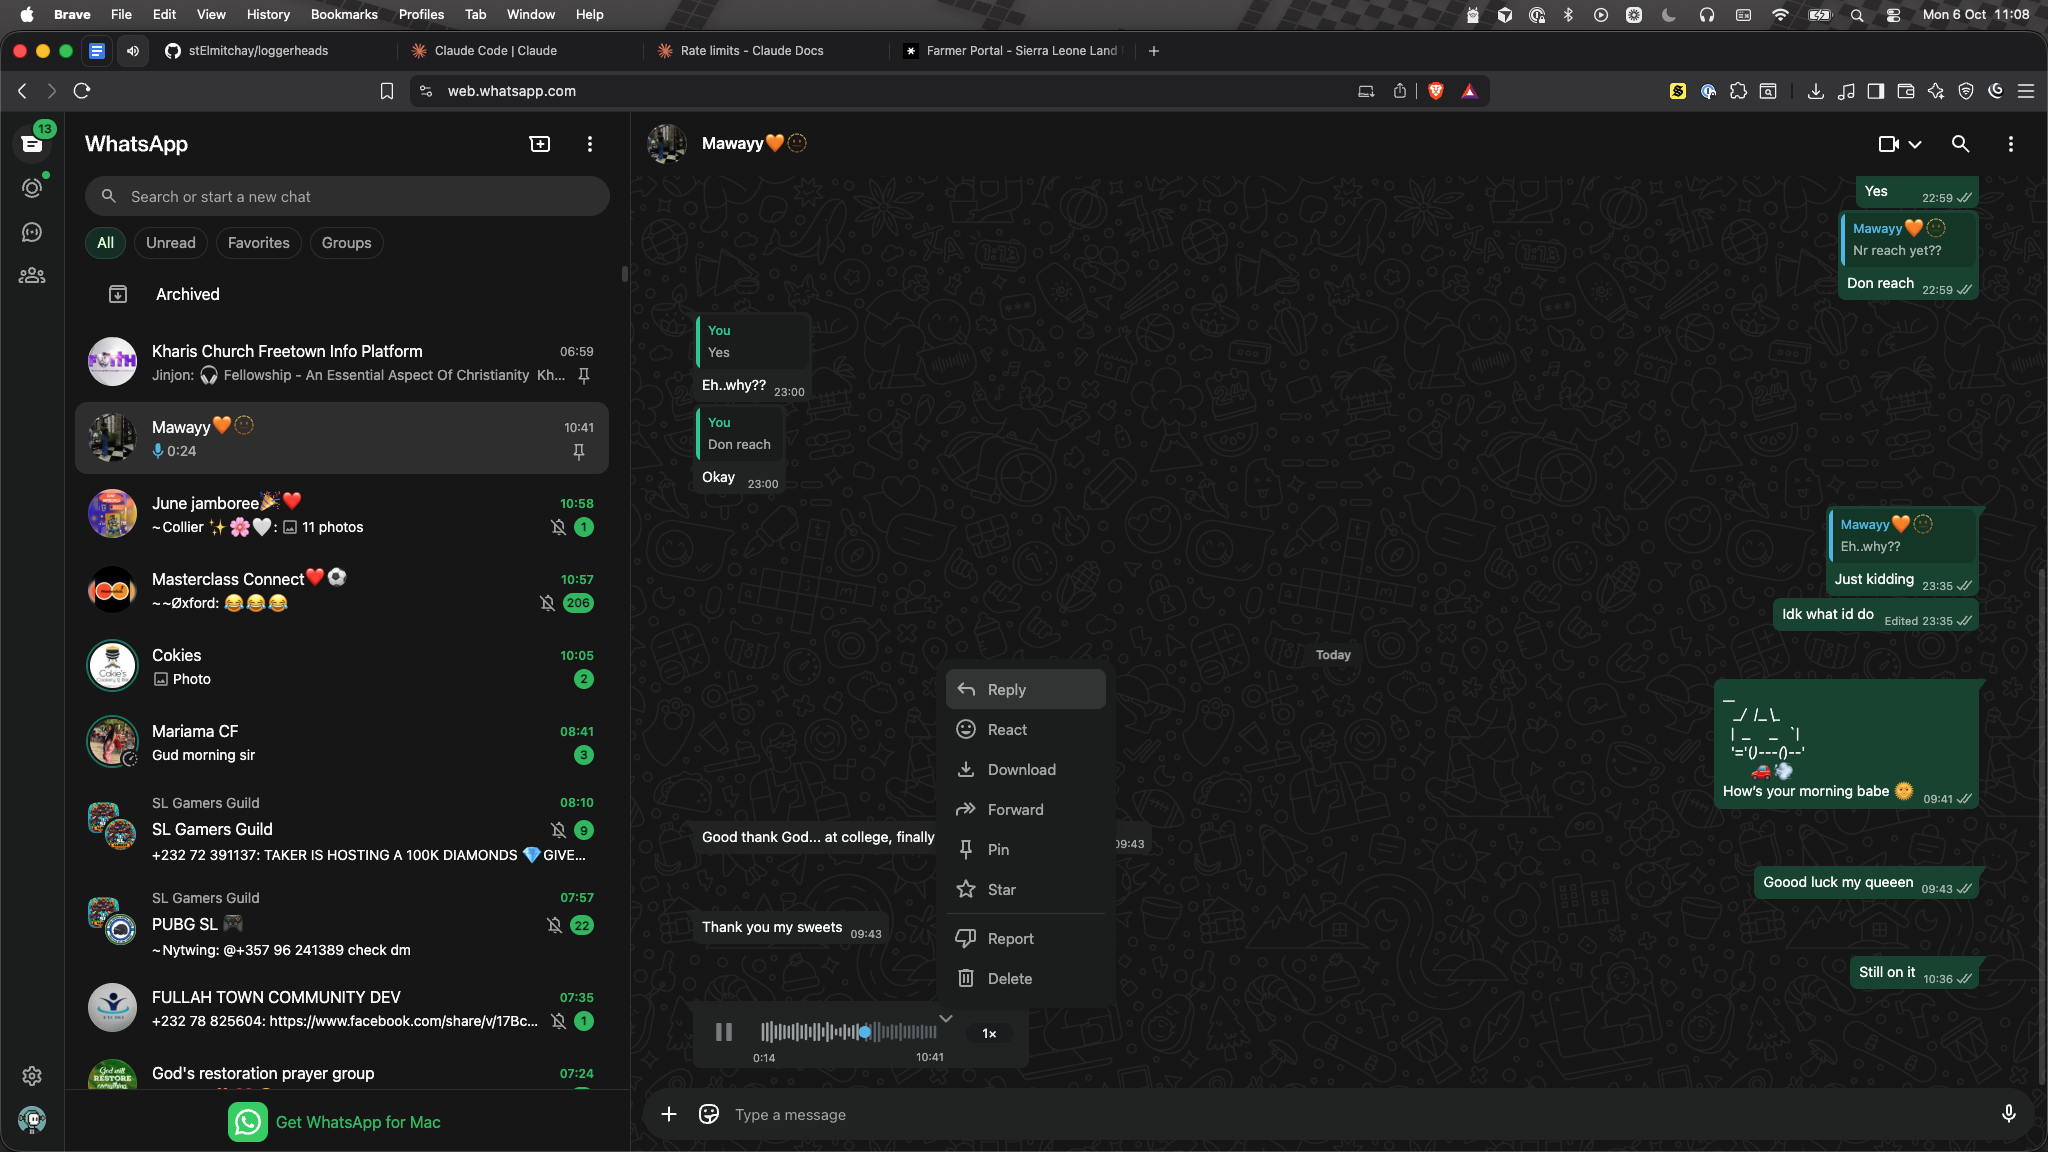 Brave File Edit View History Bookmarks Profiles Tab Window Help Mon 6 Oct 11:08
stElmitchay/loggerheads Claude Code | Claude Rate limits - Claude Docs Farmer Portal - Sierra Leone Land
web.whatsapp.com
13
WhatsApp
Search or start a new chat
All Unread Favorites Groups
Archived
Kharis Church Freetown Info Platform 06:59
Jinjon: 🎧 Fellowship - An Essential Aspect Of Christianity Kh...
Mawayy🧡🫥 10:41
0:24
June jamboree🎉❤️ 10:58
~Collier ✨🌸🤍: 11 photos 1
Masterclass Connect❤️⚽ 10:57
~~Øxford: 😂😂😂 206
Cokies 10:05
Photo 2
Mariama CF 08:41
Gud morning sir 3
SL Gamers Guild 08:10
SL Gamers Guild 9
+232 72 391137: TAKER IS HOSTING A 100K DIAMONDS 💎GIVE...
SL Gamers Guild 07:57
PUBG SL 🎮 22
~Nytwing: @+357 96 241389 check dm
FULLAH TOWN COMMUNITY DEV 07:35
+232 78 825604: https://www.facebook.com/share/v/17Bc... 1
God's restoration prayer group 07:24
Get WhatsApp for Mac
Mawayy🧡🫥
Yes 22:59
Mawayy🧡🫥
Nr reach yet??
Don reach 22:59
You
Yes
Eh..why?? 23:00
You
Don reach
Okay 23:00
Mawayy🧡🫥
Eh..why??
Just kidding 23:35
Idk what id do Edited 23:35
Today
__
_/ /_ \_
| _ _ `|
'='()---()--'
🚗💨
How's your morning babe 🌞 09:41
Good thank God... at college, finally 09:43
Goood luck my queeen 09:43
Thank you my sweets 09:43
Still on it 10:36
Reply
React
Download
Forward
Pin
Star
Report
Delete
1×
0:14 10:41
Type a message